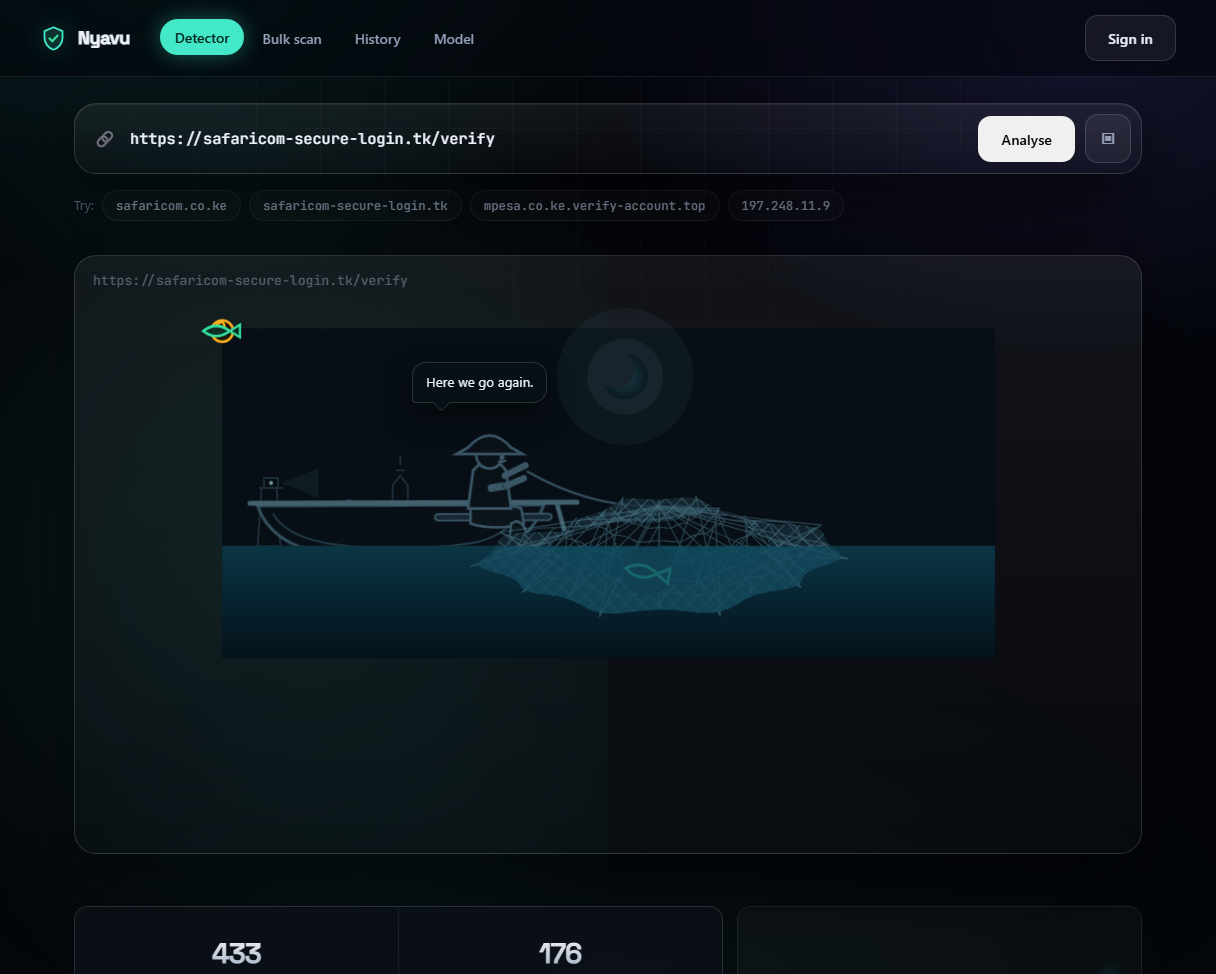 Nyavu Detector Bulk scan History Model Sign in
https://safaricom-secure-login.tk/verify Analyse
Try: safaricom.co.ke safaricom-secure-login.tk mpesa.co.ke.verify-account.top 197.248.11.9
https://safaricom-secure-login.tk/verify
Here we go again.
433 176